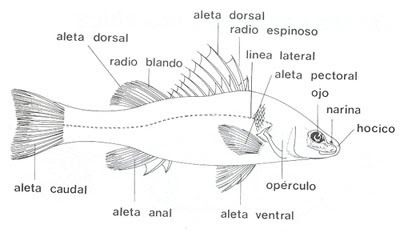 aleta dorsal
radio espinoso
aleta dorsal
linea lateral
radio blando
aleta pectoral
ojo
narina
hocico
opérculo
aleta caudal
aleta anal
aleta ventral